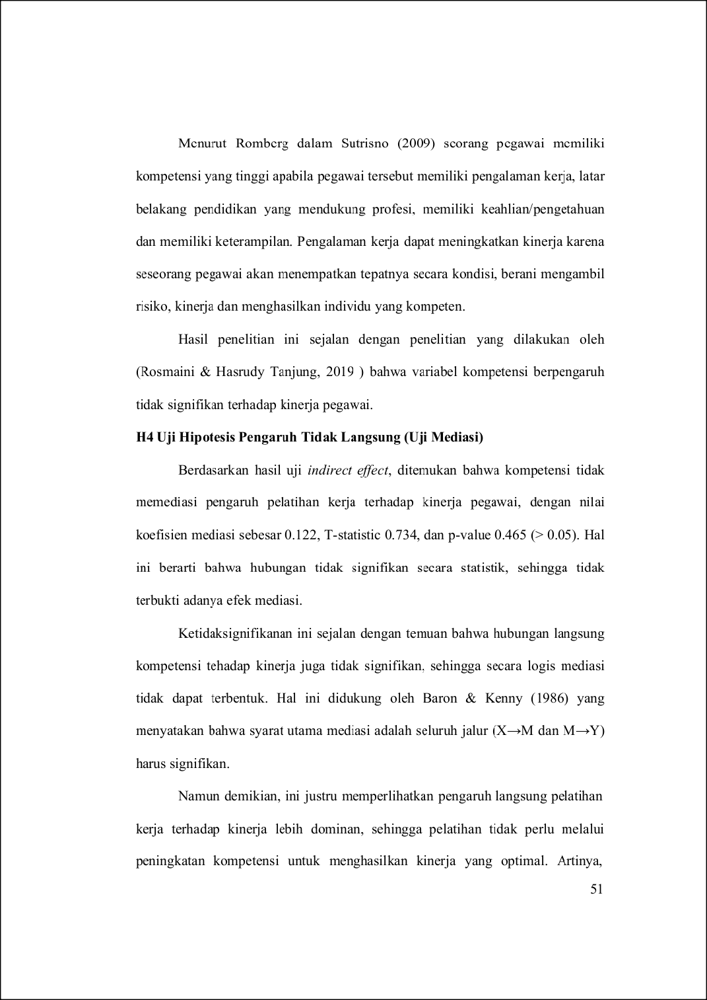 Menurut Romberg dalam Sutrisno (2009) seorang pegawai memiliki
kompetensi yang tinggi apabila pegawai tersebut memiliki pengalaman kerja, latar
belakang pendidikan yang mendukung profesi, memiliki keahlian/pengetahuan
dan memiliki keterampilan. Pengalaman kerja dapat meningkatkan kinerja karena
seseorang pegawai akan menempatkan tepatnya secara kondisi, berani mengambil
risiko, kinerja dan menghasilkan individu yang kompeten.
Hasil penelitian ini sejalan dengan penelitian yang dilakukan oleh
(Rosmaini & Hasrudy Tanjung, 2019 ) bahwa variabel kompetensi berpengaruh
tidak signifikan terhadap kinerja pegawai.
H4 Uji Hipotesis Pengaruh Tidak Langsung (Uji Mediasi)
Berdasarkan hasil uji indirect effect, ditemukan bahwa kompetensi tidak
memediasi pengaruh pelatihan kerja terhadap kinerja pegawai, dengan nilai
koefisien mediasi sebesar 0.122, T-statistic 0.734, dan p-value 0.465 (> 0.05). Hal
ini berarti bahwa hubungan tidak signifikan secara statistik, sehingga tidak
terbukti adanya efek mediasi.
Ketidaksignifikanan ini sejalan dengan temuan bahwa hubungan langsung
kompetensi tehadap kinerja juga tidak signifikan, sehingga secara logis mediasi
tidak dapat terbentuk. Hal ini didukung oleh Baron & Kenny (1986) yang
menyatakan bahwa syarat utama mediasi adalah seluruh jalur (X→M dan M→Y)
harus signifikan.
Namun demikian, ini justru memperlihatkan pengaruh langsung pelatihan
kerja terhadap kinerja lebih dominan, sehingga pelatihan tidak perlu melalui
peningkatan kompetensi untuk menghasilkan kinerja yang optimal. Artinya,
51